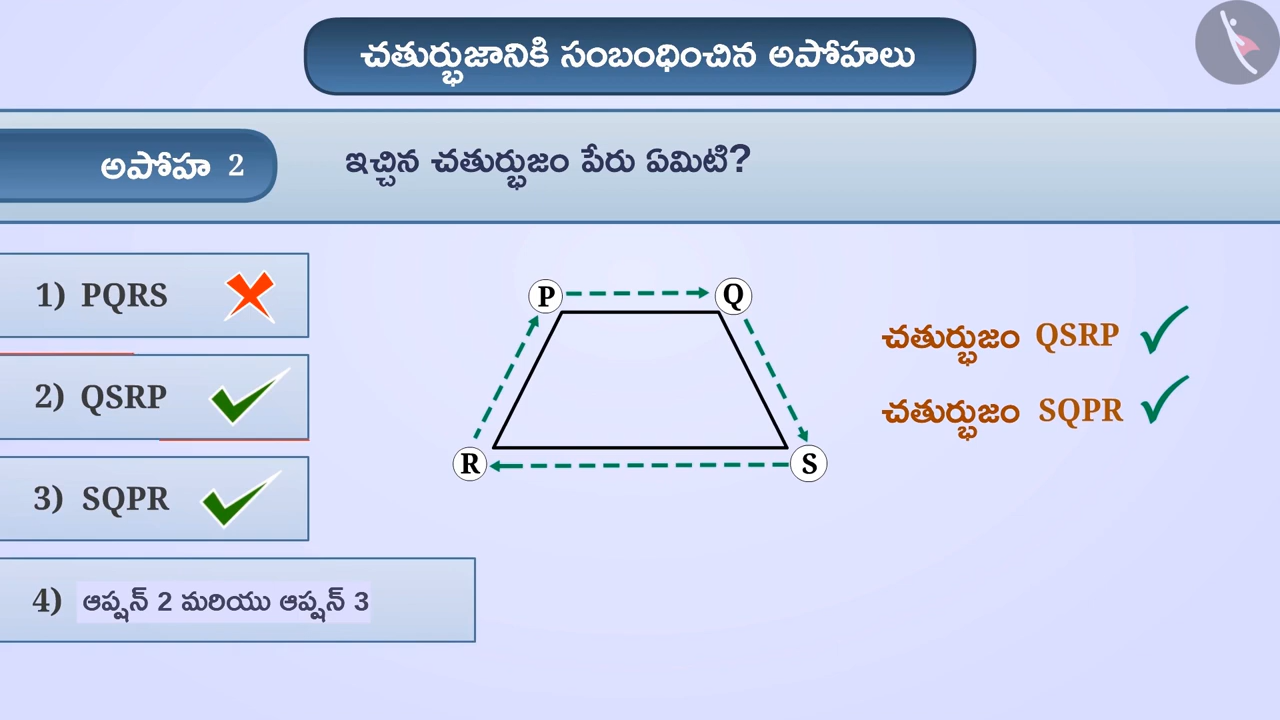 చతుర్భుజానికి సంబంధించిన అపోహలు
అపోహ 2
ఇచ్చిన చతుర్భుజం పేరు ఏమిటి?
1) PQRS
2) QSRP
3) SQPR
4) ఆప్షన్ 2 మరియు ఆప్షన్ 3
P
Q
R
S
చతుర్భుజం QSRP
చతుర్భుజం SQPR